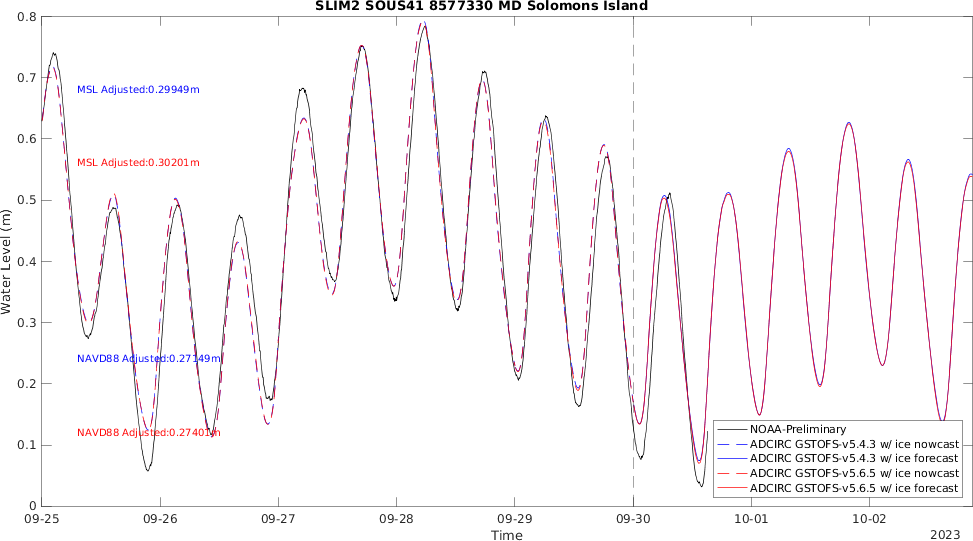 SLIM2 SOUS41 8577330 MD Solomons Island
Water Level (m)
0.8
0.7
0.6
0.5
0.4
0.3
0.2
0.1
0
MSL Adjusted:0.29949m
MSL Adjusted:0.30201m
NAVD88 Adjusted:0.27149m
NAVD88 Adjusted:0.27401m
NOAA-Preliminary
ADCIRC GSTOFS-v5.4.3 w/ ice nowcast
ADCIRC GSTOFS-v5.4.3 w/ ice forecast
ADCIRC GSTOFS-v5.6.5 w/ ice nowcast
ADCIRC GSTOFS-v5.6.5 w/ ice forecast
09-25 09-26 09-27 09-28 09-29 09-30 10-01 10-02
Time
2023